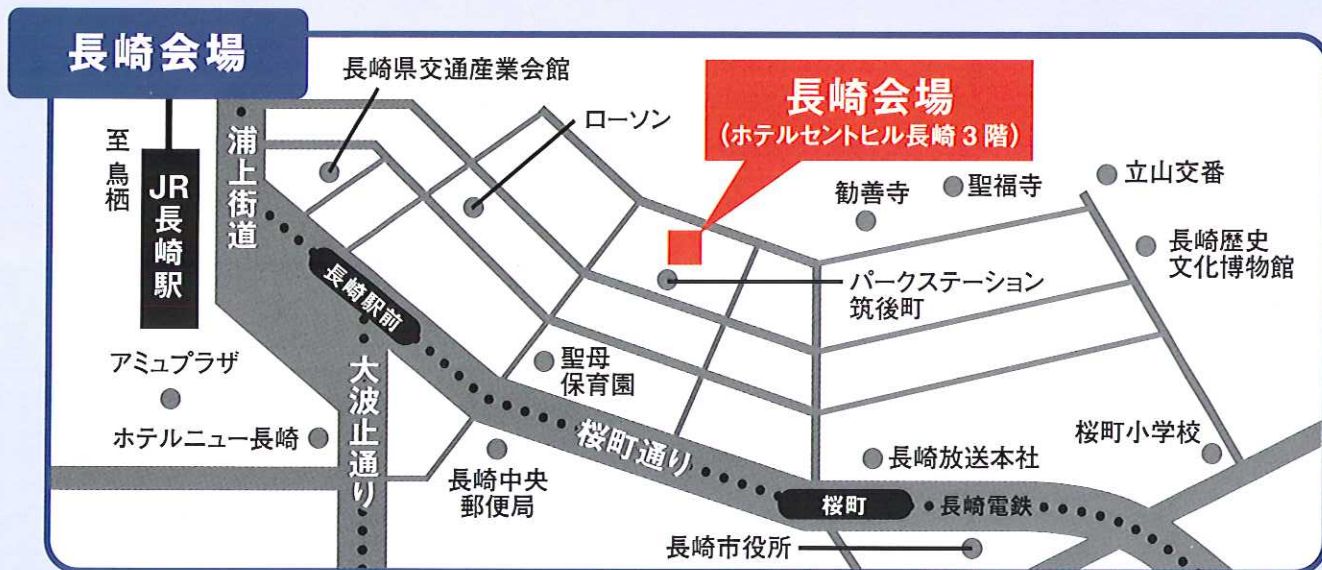 長崎会場
長崎県交通産業会館
ローソン
長崎会場
(ホテルセントヒル長崎3階)
至鳥栖
JR長崎駅
浦上街道
勧善寺
聖福寺
立山交番
長崎歴史
文化博物館
長崎駅前
パークステーション
筑後町
アミュプラザ
大波止通り
聖母
保育園
ホテルニュー長崎
桜町通り
長崎中央
郵便局
長崎放送本社
桜町小学校
桜町
長崎電鉄
長崎市役所